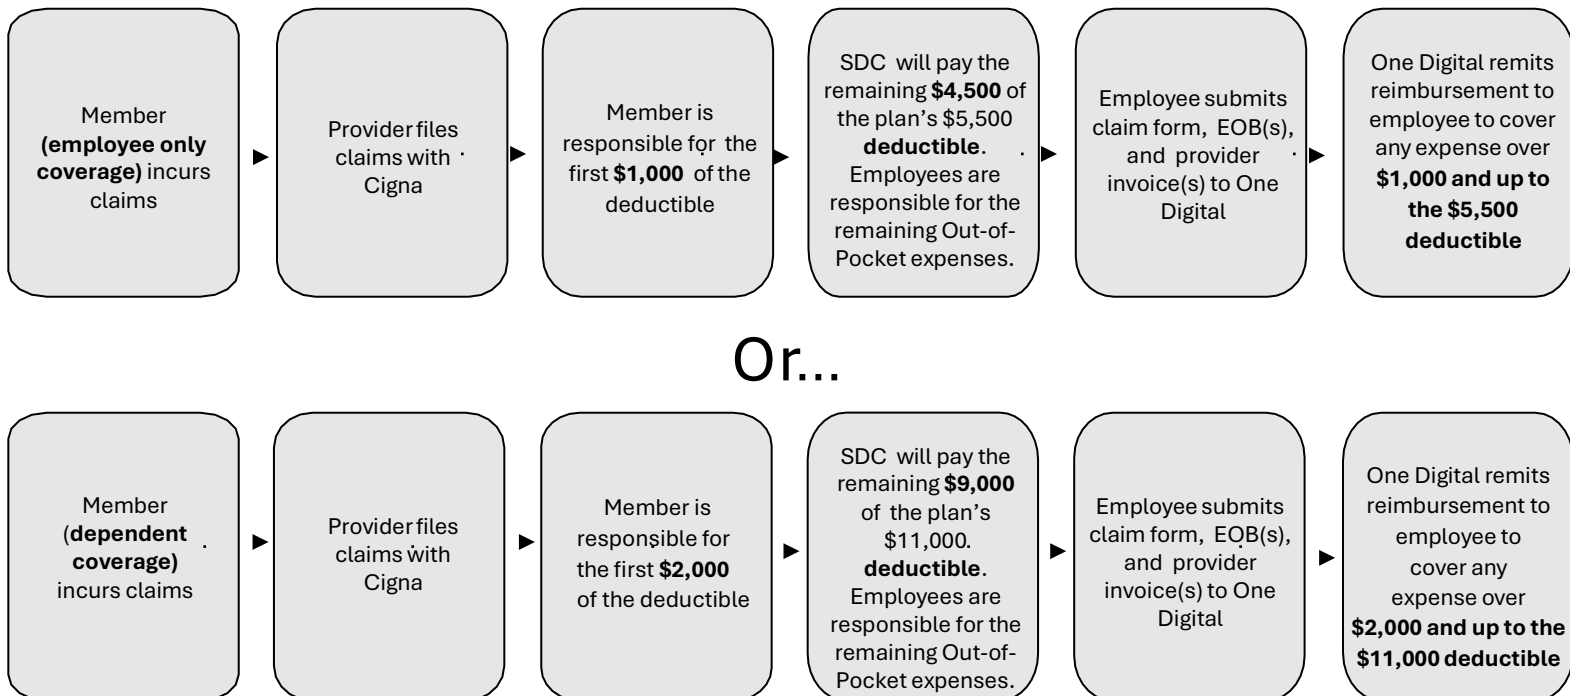 Member
(employee only
coverage) incurs
claims
Provider files
claims with
Cigna
Member is
responsible for the
first $1,000 of the
deductible
SDC will pay the
remaining $4,500 of
the plan's $5,500
deductible.
Employees are
responsible for the
remaining Out-of-
Pocket expenses.
Employee submits
claim form, EOB(s),
and provider
invoice(s) to One
Digital
One Digital remits
reimbursement to
employee to cover
any expense over
$1,000 and up to
the $5,500
deductible
Or...
Member
(dependent
coverage)
incurs claims
Provider files
claims with
Cigna
Member is
responsible for
the first $2,000
of the deductible
SDC will pay the
remaining $9,000
of the plan's
$11,000.
deductible.
Employees are
responsible for the
remaining Out-of-
Pocket expenses.
Employee submits
claim form, EOB(s),
and provider
invoice(s) to One
Digital
One Digital remits
reimbursement to
employee to
cover any
expense over
$2,000 and up to the
$11,000 deductible